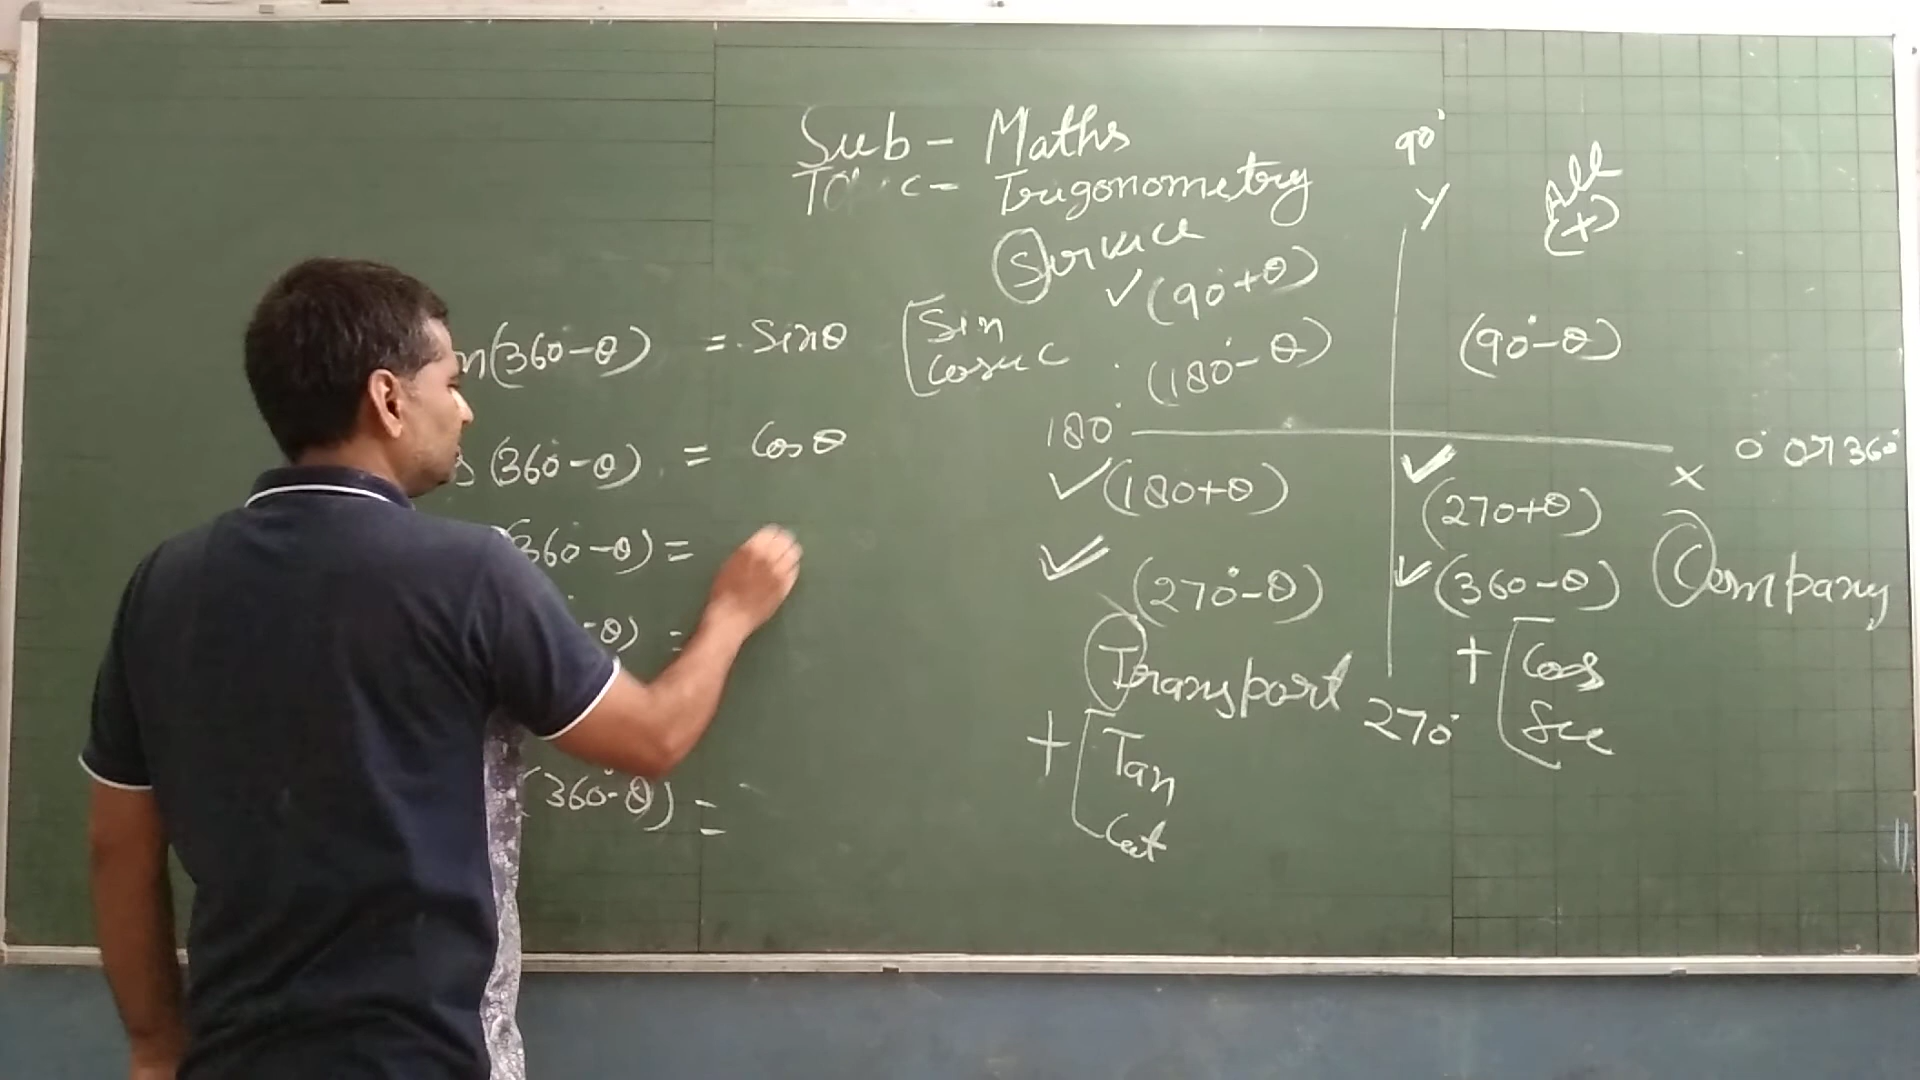 Sub - Maths
Topic - Trigonometry
Service
90°
Y
All
(+)
✓(90°+θ)
[Sin
Cosec
(180°-θ)
(90°-θ)
180°
0° or 360°
X
✓(180+θ)
✓(270+θ)
✓(270°-θ)
✓(360-θ)
Company
Transport
270°
+[Tan
Cot
+[Cos
Sec
n(360°-θ) = Sinθ
s(360°-θ) = Cosθ
(360°-θ) =
-θ) =
(360°-θ) =